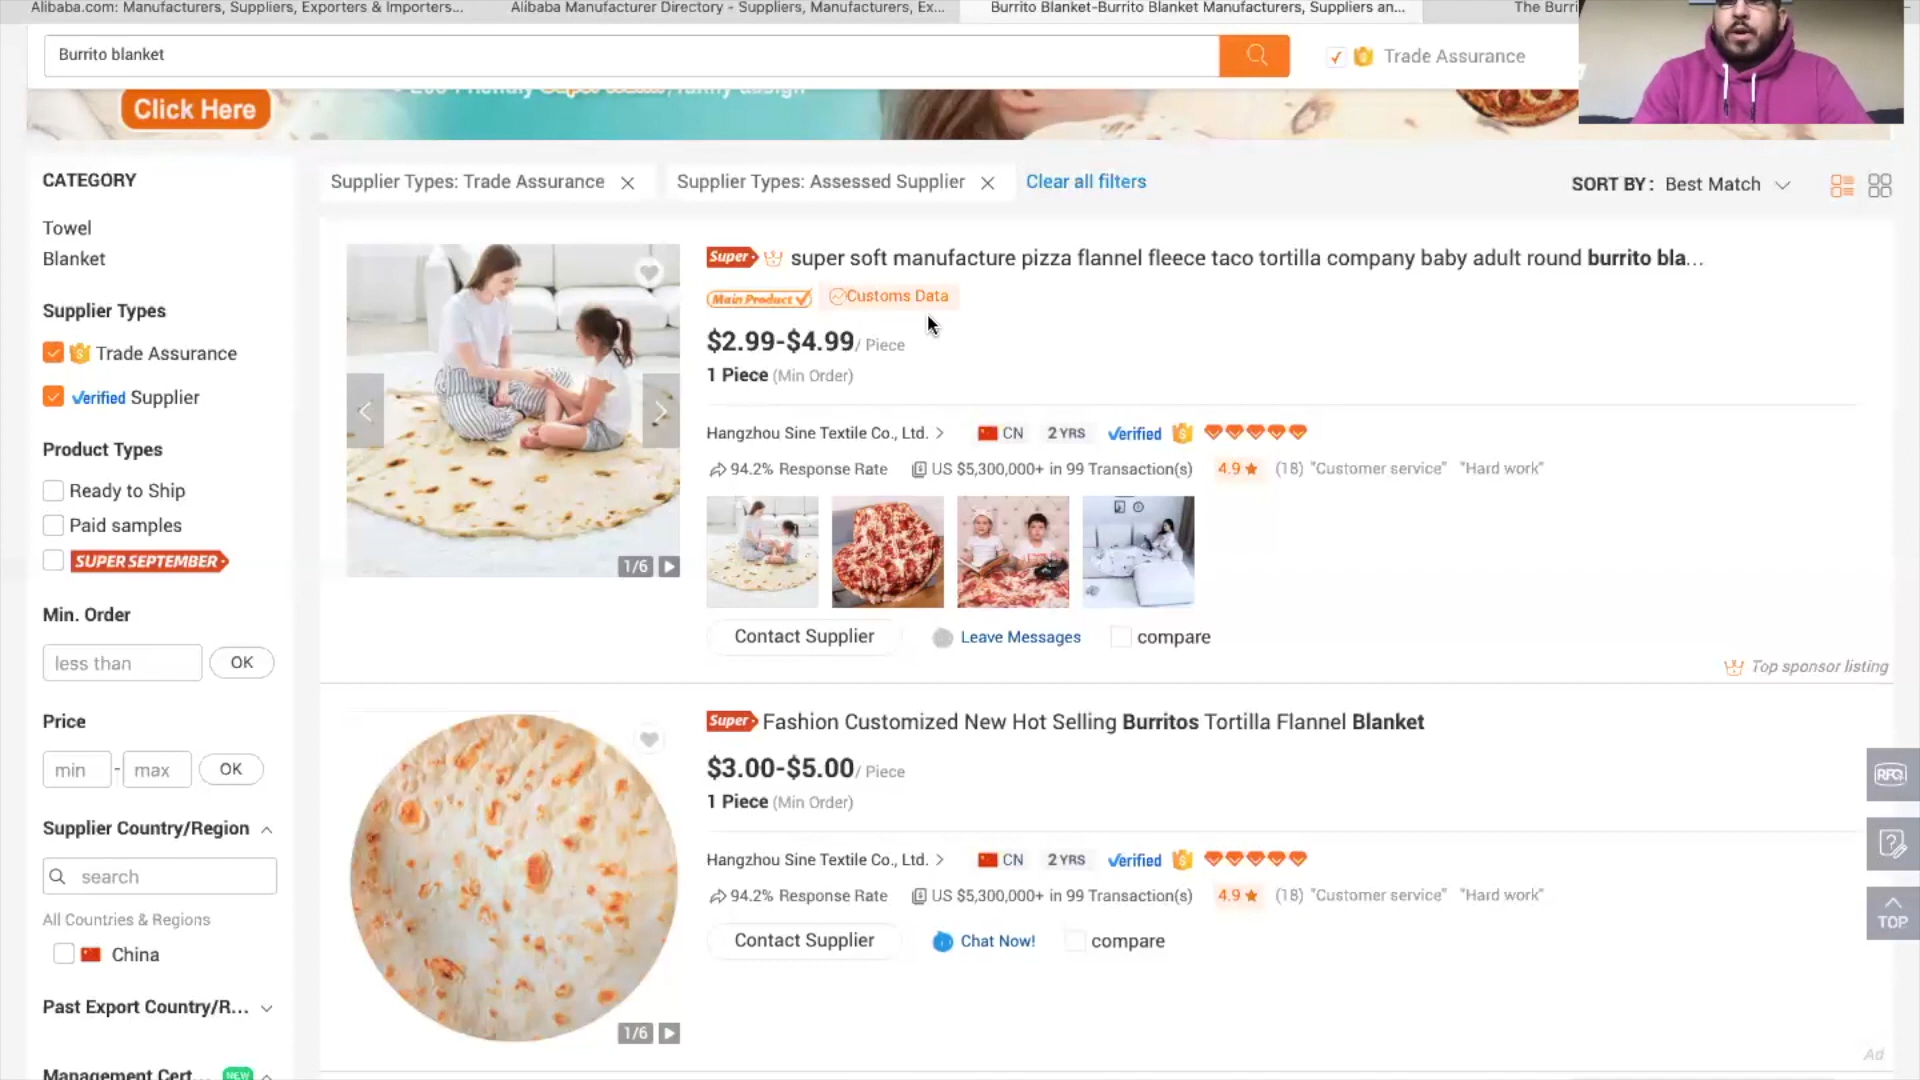 Alibaba.com: Manufacturers, Suppliers, Exporters & Importers...
Alibaba Manufacturer Directory - Suppliers, Manufacturers, Ex...
Burrito Blanket-Burrito Blanket Manufacturers, Suppliers an...
The Burri
Burrito blanket
Trade Assurance
Click Here
CATEGORY
Towel
Blanket
Supplier Types
Trade Assurance
Verified Supplier
Product Types
Ready to Ship
Paid samples
SUPER SEPTEMBER
Min. Order
less than
OK
Price
min - max
OK
Supplier Country/Region
search
All Countries & Regions
China
Past Export Country/R...
Management Cert...
NEW
Supplier Types: Trade Assurance
Supplier Types: Assessed Supplier
Clear all filters
SORT BY: Best Match
Super super soft manufacture pizza flannel fleece taco tortilla company baby adult round burrito bla...
Main Product
Customs Data
$2.99-$4.99/ Piece
1 Piece (Min Order)
Hangzhou Sine Textile Co., Ltd. > CN 2 YRS Verified
94.2% Response Rate US $5,300,000+ in 99 Transaction(s) 4.9 (18) "Customer service" "Hard work"
1/6
Contact Supplier
Leave Messages
compare
Top sponsor listing
Super Fashion Customized New Hot Selling Burritos Tortilla Flannel Blanket
$3.00-$5.00/ Piece
1 Piece (Min Order)
Hangzhou Sine Textile Co., Ltd. > CN 2 YRS Verified
94.2% Response Rate US $5,300,000+ in 99 Transaction(s) 4.9 (18) "Customer service" "Hard work"
Contact Supplier
Chat Now!
compare
1/6
Ad
RFQ
TOP